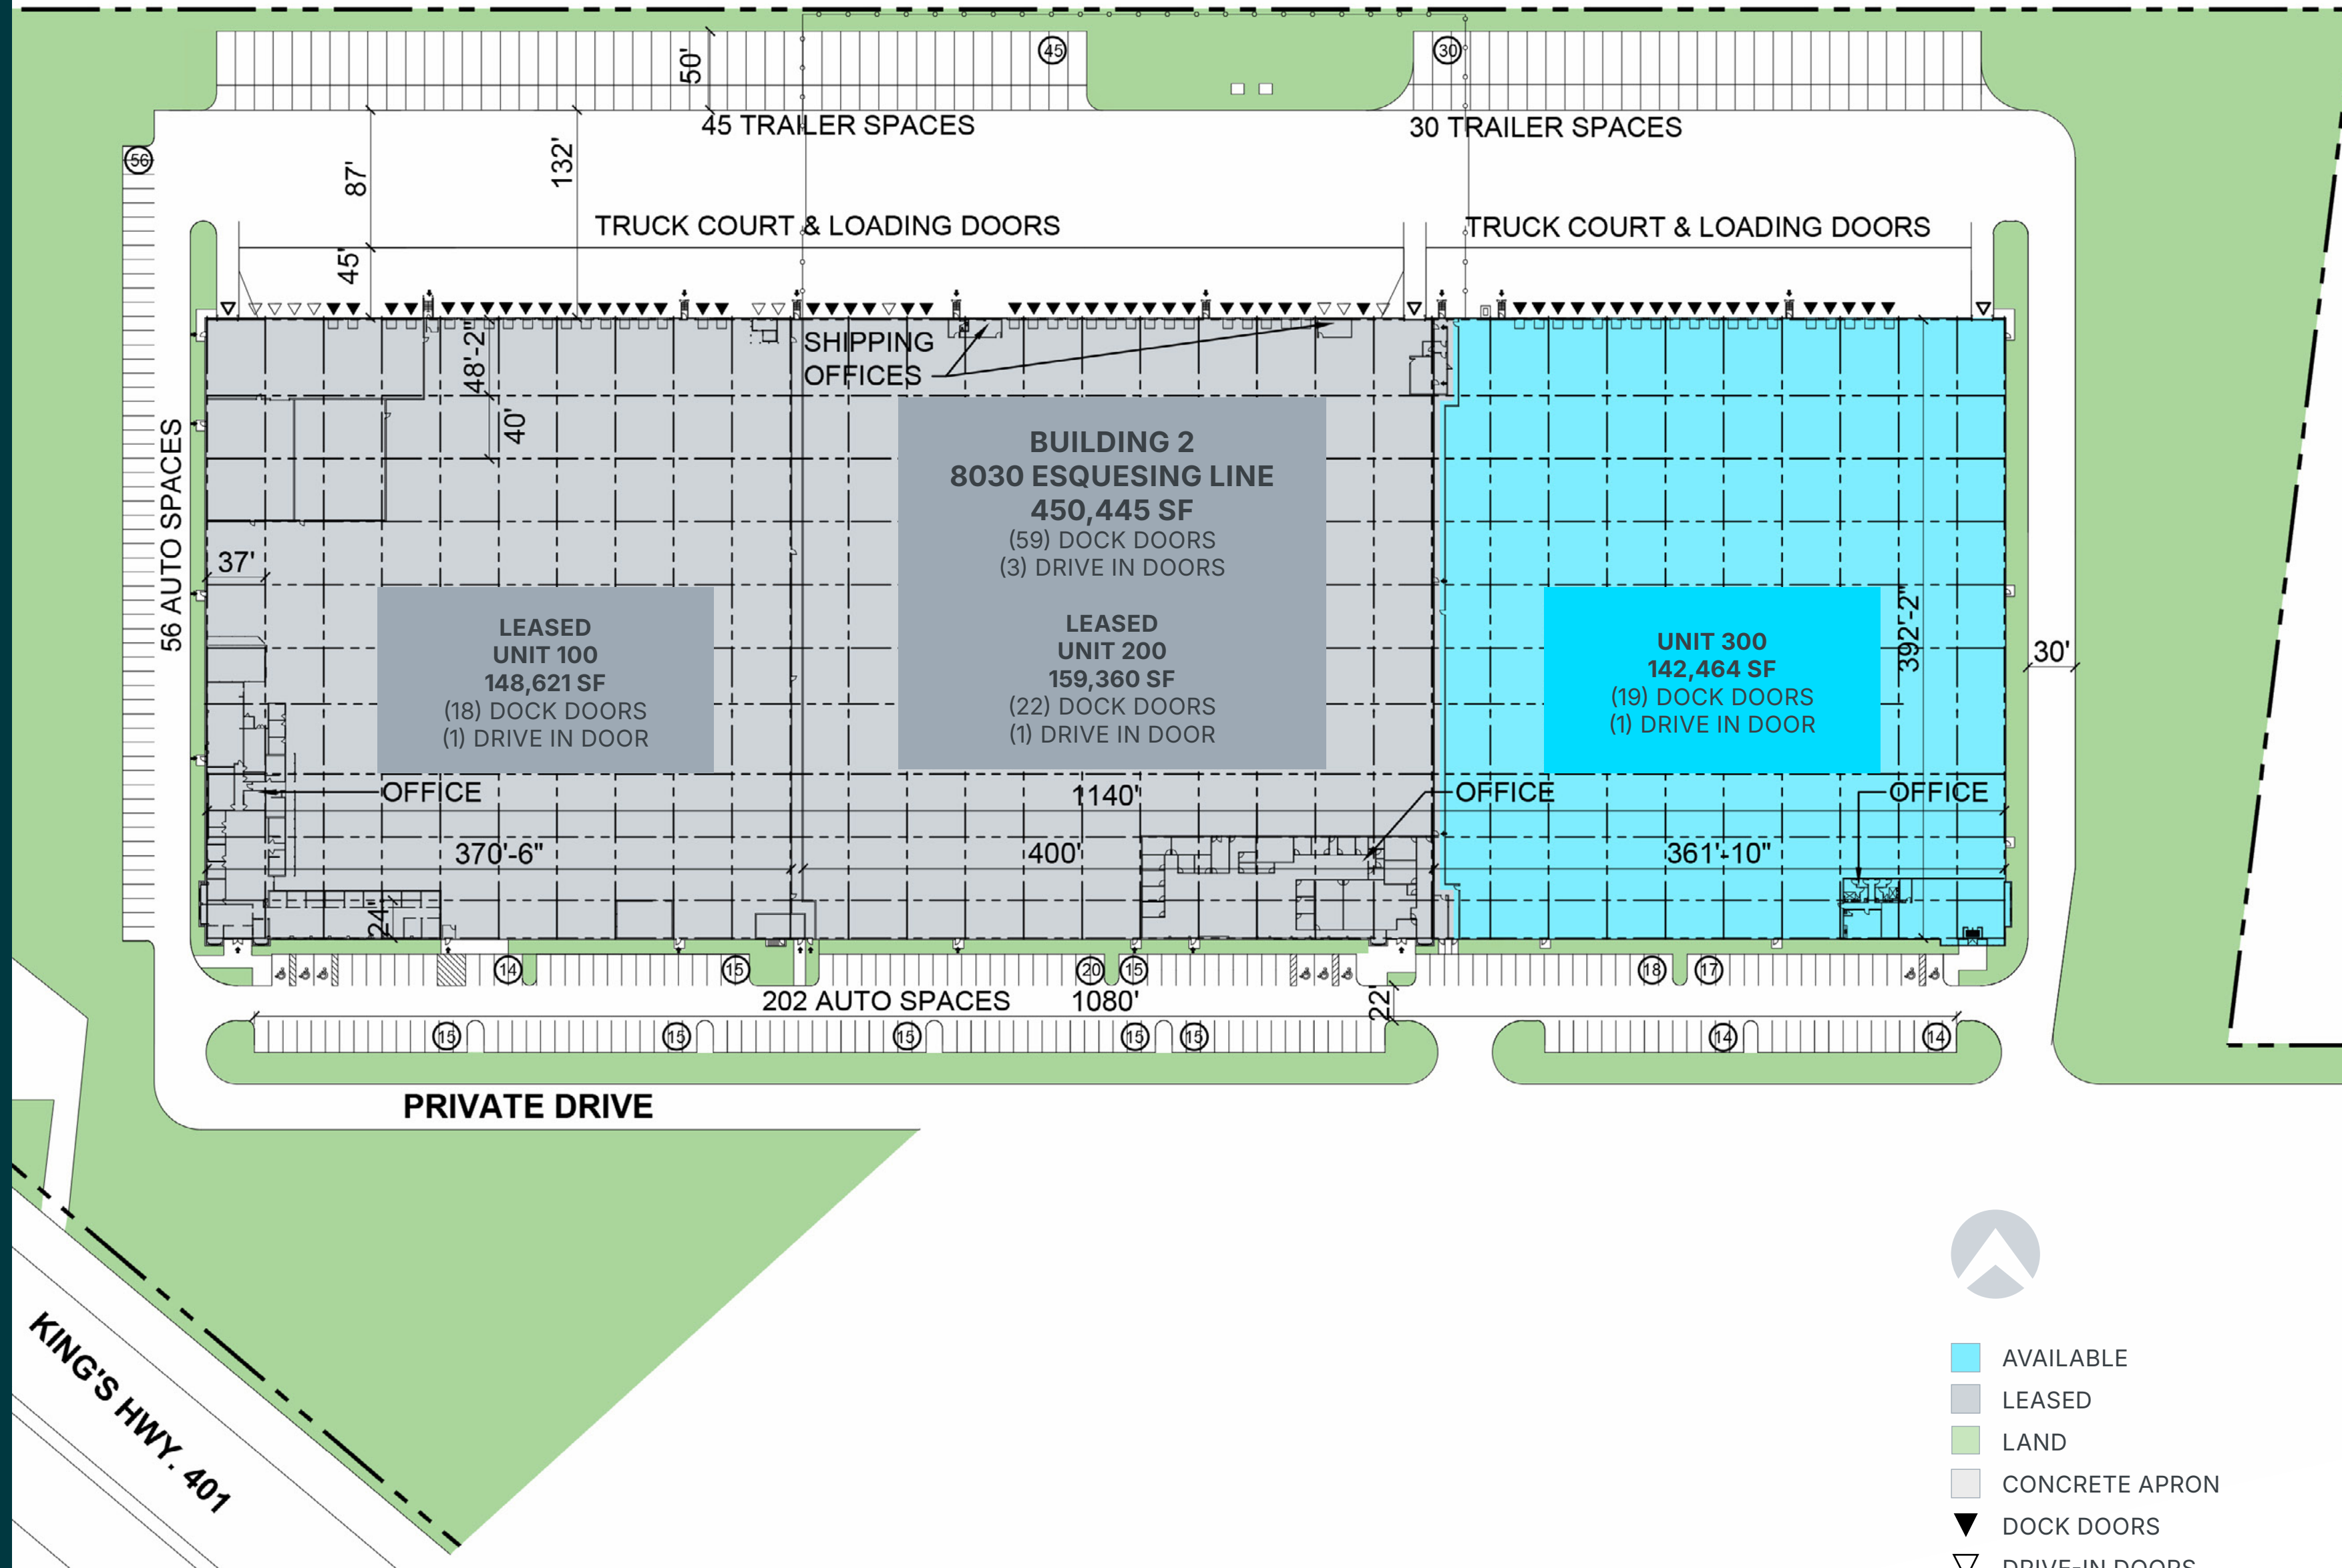 45
30
50'
45 TRAILER SPACES
30 TRAILER SPACES
56
87'
132'
TRUCK COURT & LOADING DOORS
TRUCK COURT & LOADING DOORS
45'
SHIPPING
OFFICES
48'-2"
40'
56 AUTO SPACES
BUILDING 2
8030 ESQUESING LINE
450,445 SF
(59) DOCK DOORS
(3) DRIVE IN DOORS
37'
LEASED
UNIT 100
148,621 SF
(18) DOCK DOORS
(1) DRIVE IN DOOR
LEASED
UNIT 200
159,360 SF
(22) DOCK DOORS
(1) DRIVE IN DOOR
UNIT 300
142,464 SF
(19) DOCK DOORS
(1) DRIVE IN DOOR
392'-2"
30'
OFFICE
1140'
OFFICE
OFFICE
370'-6"
400'
361'-10"
24'
14
15
20
15
18
17
202 AUTO SPACES
1080'
22'
15
15
15
15
15
14
14
PRIVATE DRIVE
KING'S HWY. 401
AVAILABLE
LEASED
LAND
CONCRETE APRON
DOCK DOORS
DRIVE-IN DOORS